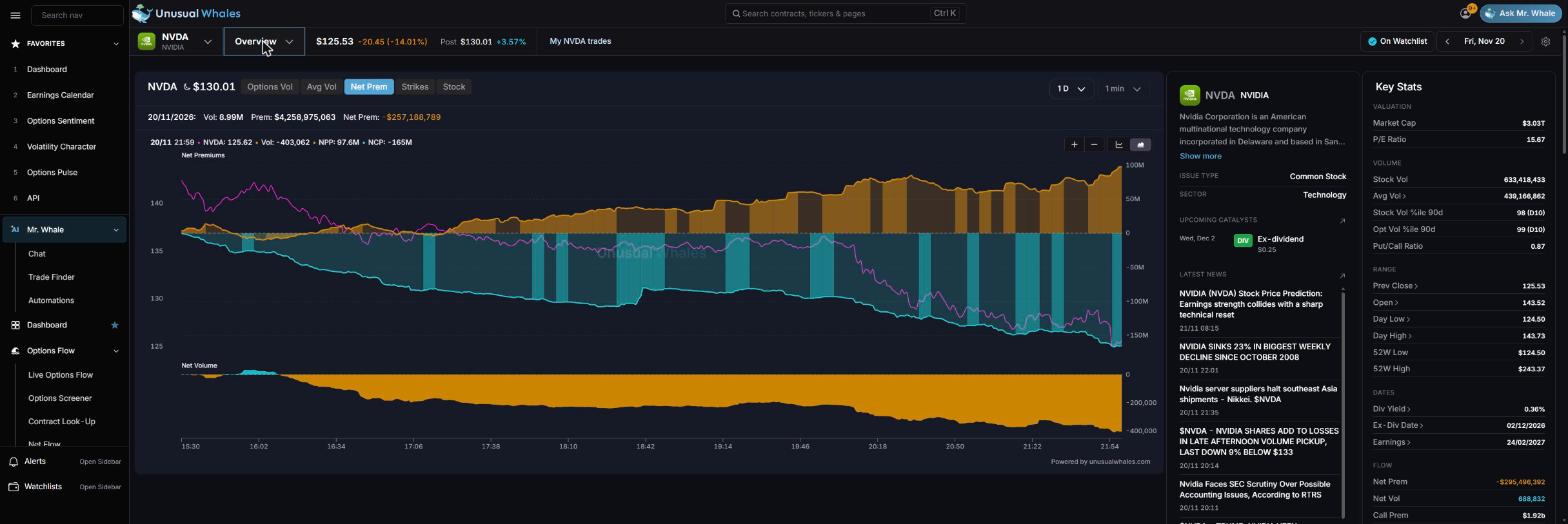 Search nav
Unusual Whales
Search contracts, tickers & pages
Ctrl K
9+
Ask Mr. Whale
FAVORITES
1 Dashboard
2 Earnings Calendar
3 Options Sentiment
4 Volatility Character
5 Options Pulse
6 API
AI Mr. Whale
Chat
Trade Finder
Automations
Dashboard
Options Flow
Live Options Flow
Options Screener
Contract Look-Up
Net Flow
Alerts Open Sidebar
Watchlists Open Sidebar
NVDA
NVIDIA
Overview
$125.53 -20.45 (-14.01%) Post $130.01 +3.57%
My NVDA trades
On Watchlist
Fri, Nov 20
NVDA $130.01 Options Vol Avg Vol Net Prem Strikes Stock
1 D
1 min
20/11/2026: Vol: 8.99M Prem: $4,258,975,063 Net Prem: -$257,188,789
20/11 21:59 • NVDA: 125.62 • Vol: -403,062 • NPP: 97.6M • NCP: -165M
Net Premiums
140
135
130
125
100M
50M
0
-50M
-100M
-150M
Unusual Whales
Net Volume
0
-200,000
-400,000
15:30 16:02 16:34 17:06 17:38 18:10 18:42 19:14 19:46 20:18 20:50 21:22 21:54
Powered by unusualwhales.com
NVIDIA
NVDA NVIDIA
Nvidia Corporation is an American
multinational technology company
incorporated in Delaware and based in San...
Show more
ISSUE TYPE Common Stock
SECTOR Technology
UPCOMING CATALYSTS
Wed, Dec 2 DIV Ex-dividend
$0.25
LATEST NEWS
NVIDIA (NVDA) Stock Price Prediction:
Earnings strength collides with a sharp
technical reset
21/11 08:15
NVIDIA SINKS 23% IN BIGGEST WEEKLY
DECLINE SINCE OCTOBER 2008
20/11 22:01
Nvidia server suppliers halt southeast Asia
shipments - Nikkei. $NVDA
20/11 21:35
$NVDA - NVIDIA SHARES ADD TO LOSSES
IN LATE AFTERNOON VOLUME PICKUP,
LAST DOWN 9% BELOW $133
20/11 20:14
Nvidia Faces SEC Scrutiny Over Possible
Accounting Issues, According to RTRS
20/11 20:11
Key Stats
VALUATION
Market Cap $3.03T
P/E Ratio 15.67
VOLUME
Stock Vol 633,418,433
Avg Vol 439,166,862
Stock Vol %ile 90d 98 (D10)
Opt Vol %ile 90d 99 (D10)
Put/Call Ratio 0.87
RANGE
Prev Close 125.53
Open 143.52
Day Low 124.50
Day High 143.73
52W Low $124.50
52W High $243.37
DATES
Div Yield 0.36%
Ex-Div Date 02/12/2026
Earnings 24/02/2027
FLOW
Net Prem -$295,496,392
Net Vol 688,832
Call Prem $1.92b